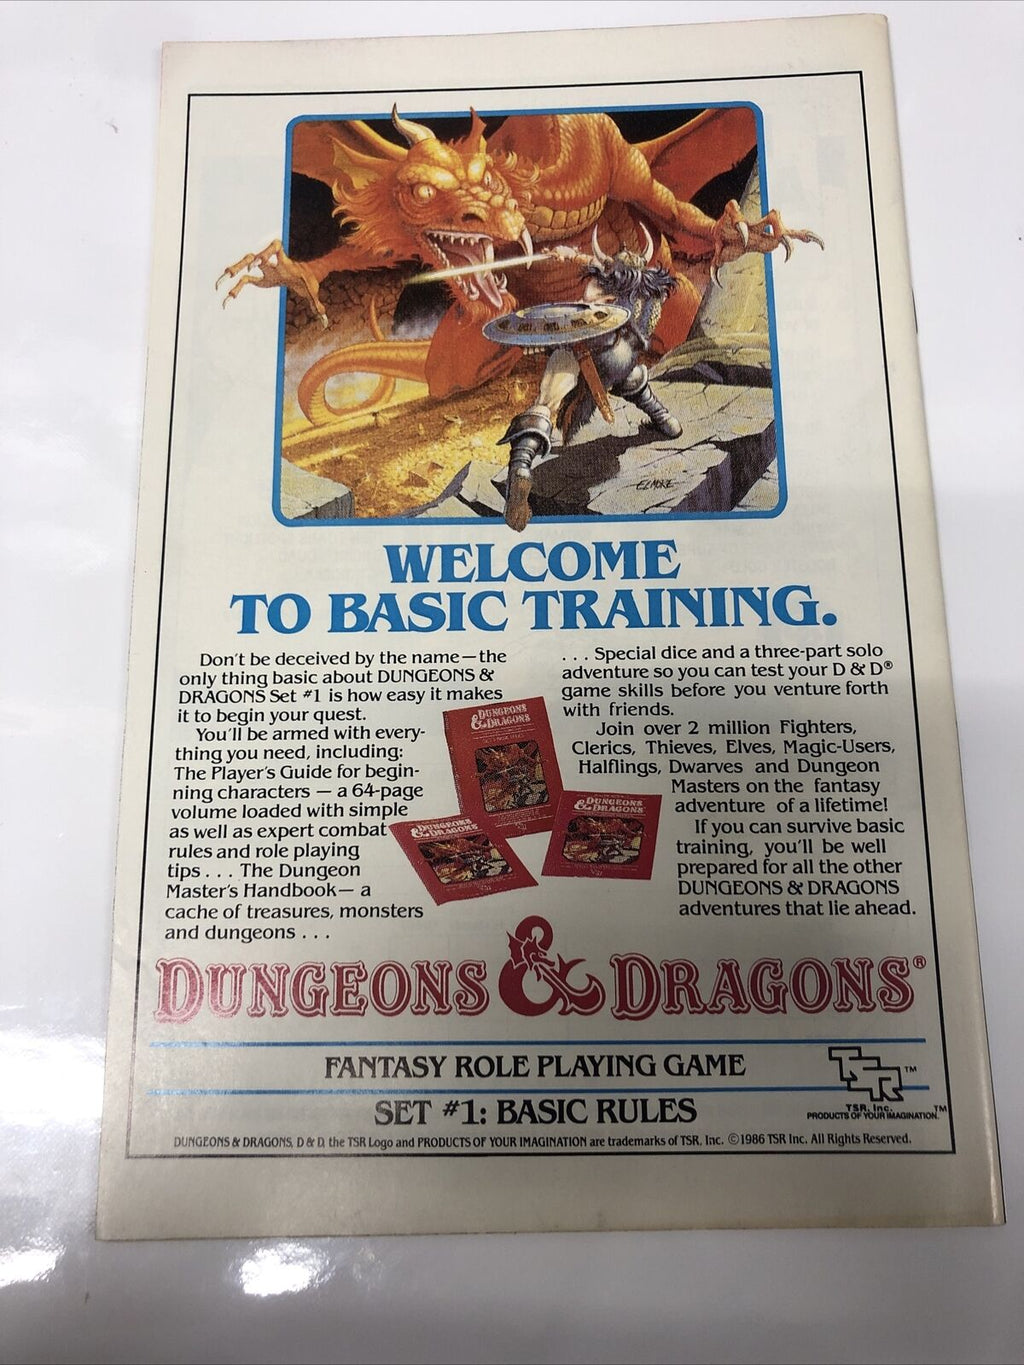 ELMORE
WELCOME
TO BASIC TRAINING.
Don't be deceived by the name—the
only thing basic about DUNGEONS &
DRAGONS Set #1 is how easy it makes
it to begin your quest.
You'll be armed with every-
thing you need, including:
The Player's Guide for begin-
ning characters — a 64-page
volume loaded with simple
as well as expert combat
rules and role playing
tips . . . The Dungeon
Master's Handbook— a
cache of treasures, monsters
and dungeons . . .
. . . Special dice and a three-part solo
adventure so you can test your D & D®
game skills before you venture forth
with friends.
Join over 2 million Fighters,
Clerics, Thieves, Elves, Magic-Users,
Halflings, Dwarves and Dungeon
Masters on the fantasy
adventure of a lifetime!
If you can survive basic
training, you'll be well
prepared for all the other
DUNGEONS & DRAGONS
adventures that lie ahead.
DUNGEONS
& DRAGONS
DUNGEONS
& DRAGONS
DUNGEONS
& DRAGONS
DUNGEONS & DRAGONS®
FANTASY ROLE PLAYING GAME
SET #1: BASIC RULES
TSR™
TSR, Inc.
PRODUCTS OF YOUR IMAGINATION.™
DUNGEONS & DRAGONS, D & D, the TSR Logo and PRODUCTS OF YOUR IMAGINATION are trademarks of TSR, Inc. ©1986 TSR Inc. All Rights Reserved.